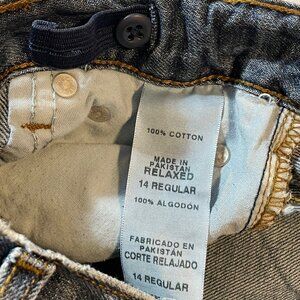 100% COTTON
MADE IN
PAKISTAN
RELAXED
14 REGULAR
100% ALGODÓN
FABRICADO EN
PAKISTÁN
CORTE RELAJADO
14 REGULAR